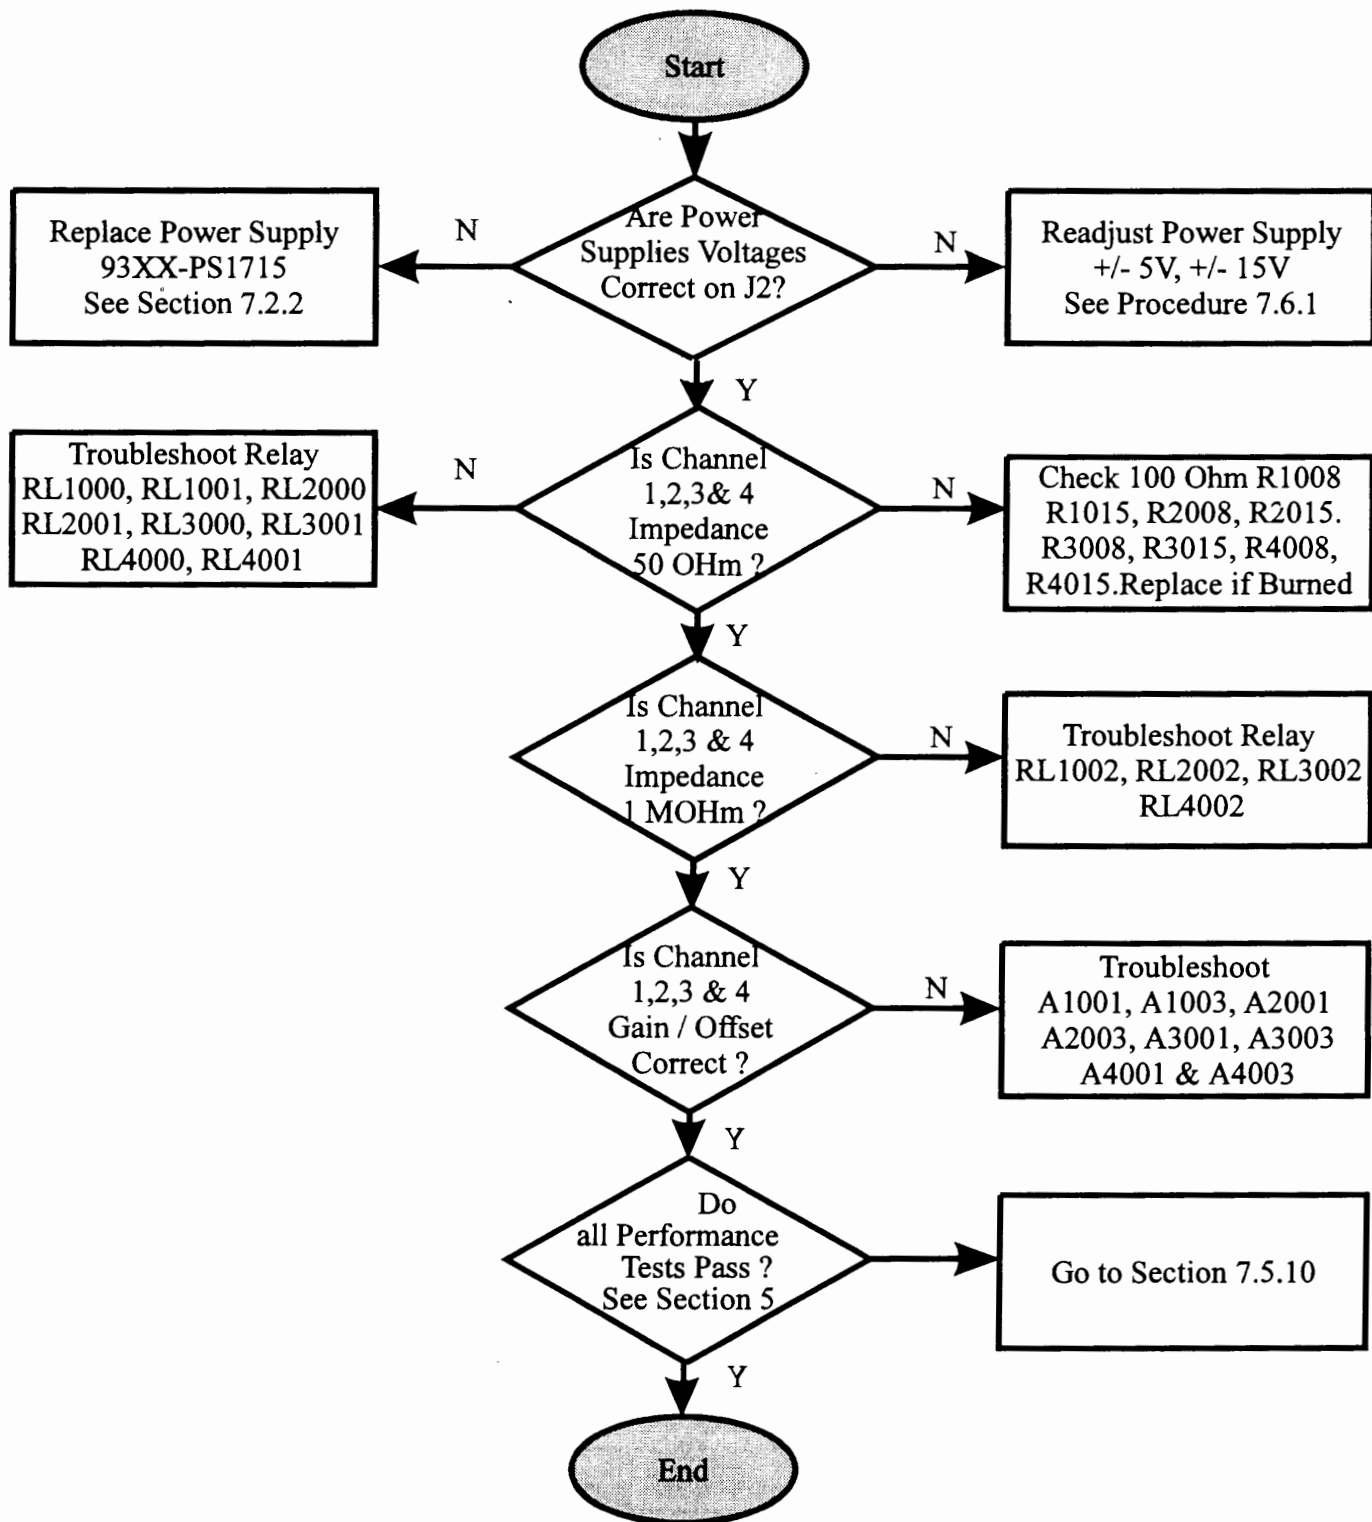 Start
Are Power
Supplies Voltages
Correct on J2?
N
Replace Power Supply
93XX-PS1715
See Section 7.2.2
N
Readjust Power Supply
+/- 5V, +/- 15V
See Procedure 7.6.1
Y
Is Channel
1,2,3& 4
Impedance
50 OHm ?
N
Troubleshoot Relay
RL1000, RL1001, RL2000
RL2001, RL3000, RL3001
RL4000, RL4001
N
Check 100 Ohm R1008
R1015, R2008, R2015.
R3008, R3015, R4008,
R4015.Replace if Burned
Y
Is Channel
1,2,3 & 4
Impedance
1 MOHm ?
N
Troubleshoot Relay
RL1002, RL2002, RL3002
RL4002
Y
Is Channel
1,2,3 & 4
Gain / Offset
Correct ?
N
Troubleshoot
A1001, A1003, A2001
A2003, A3001, A3003
A4001 & A4003
Y
Do
all Performance
Tests Pass ?
See Section 5
Go to Section 7.5.10
Y
End